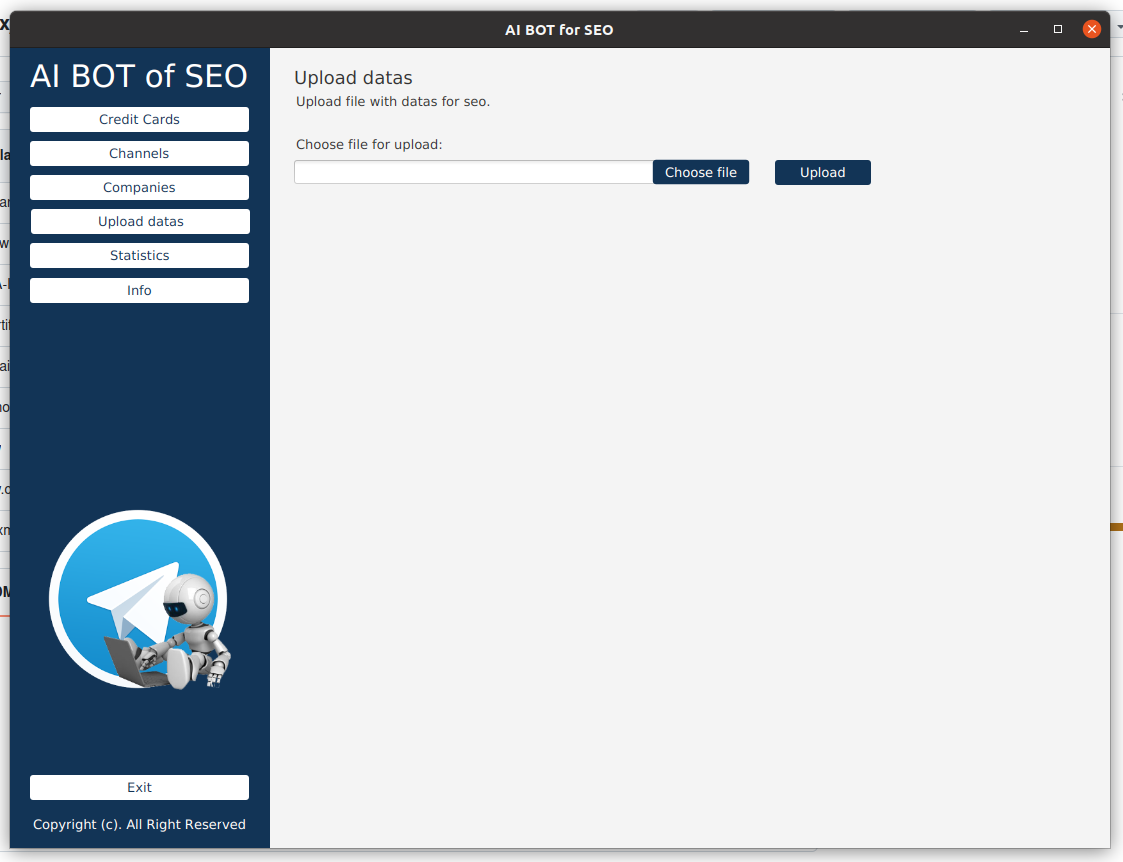 AI BOT for SEO
AI BOT of SEO
Credit Cards
Channels
Companies
Upload datas
Statistics
Info
Exit
Copyright (c). All Right Reserved
Upload datas
Upload file with datas for seo.
Choose file for upload:
Choose file
Upload